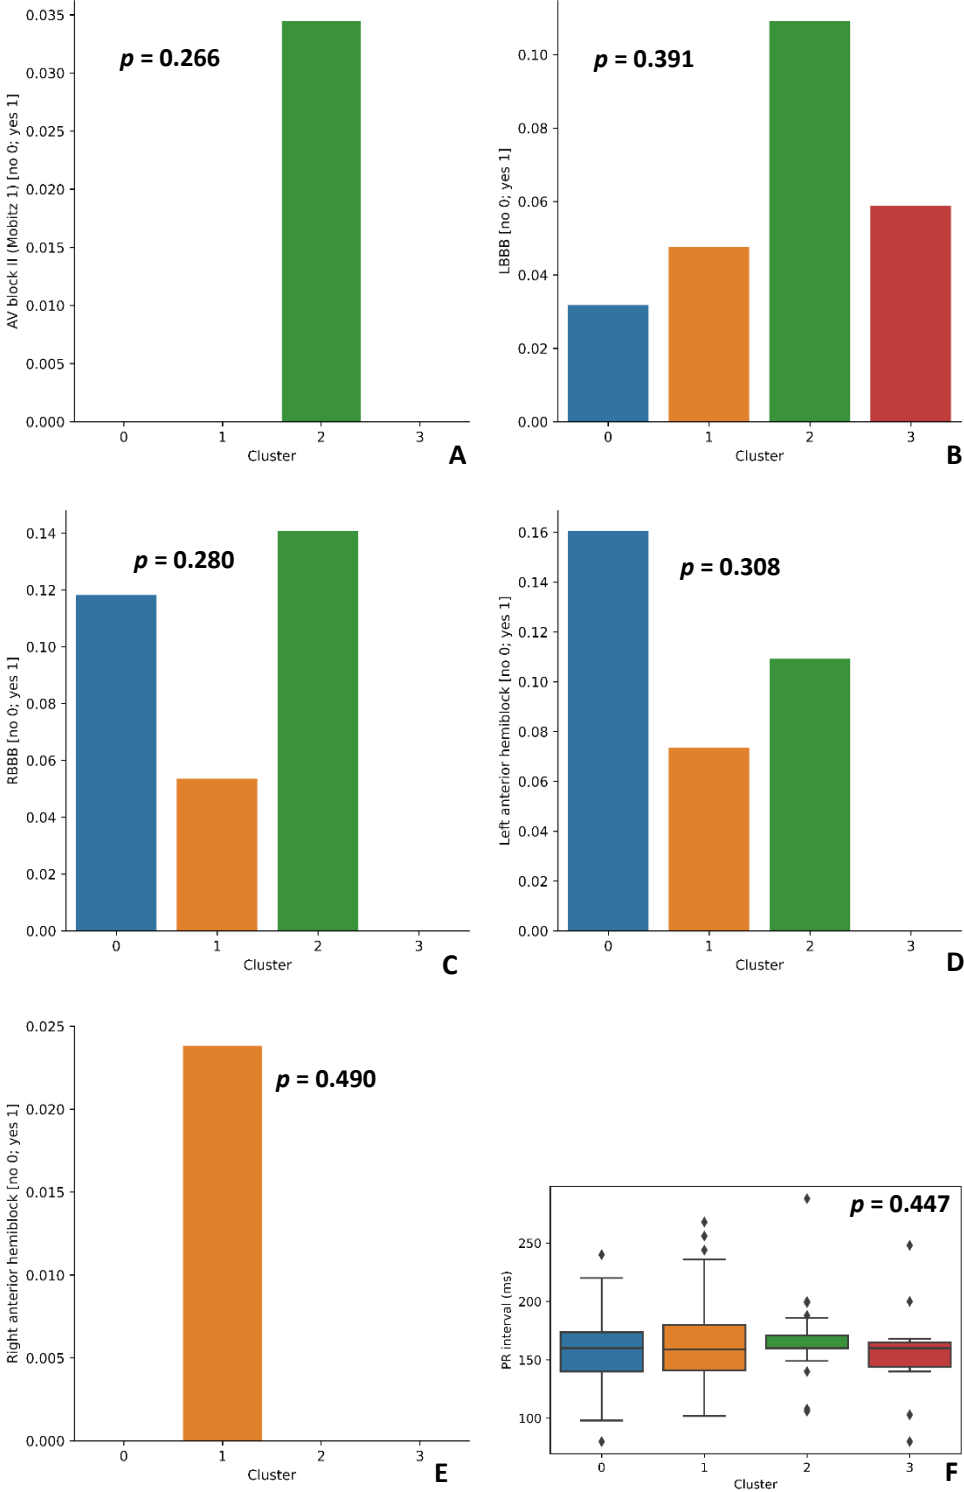 AV block II (Mobitz 1) [no 0; yes 1]
0.035
0.030
0.025
0.020
0.015
0.010
0.005
0.000
p = 0.266
0 1 2 3
Cluster
A
LBBB [no 0; yes 1]
0.10
0.08
0.06
0.04
0.02
0.00
p = 0.391
0 1 2 3
Cluster
B
RBBB [no 0; yes 1]
0.14
0.12
0.10
0.08
0.06
0.04
0.02
0.00
p = 0.280
0 1 2 3
Cluster
C
Left anterior hemiblock [no 0; yes 1]
0.16
0.14
0.12
0.10
0.08
0.06
0.04
0.02
0.00
p = 0.308
0 1 2 3
Cluster
D
Right anterior hemiblock [no 0; yes 1]
0.025
0.020
0.015
0.010
0.005
0.000
p = 0.490
0 1 2 3
Cluster
E
PR interval (ms)
250
200
150
100
p = 0.447
0 1 2 3
Cluster
F